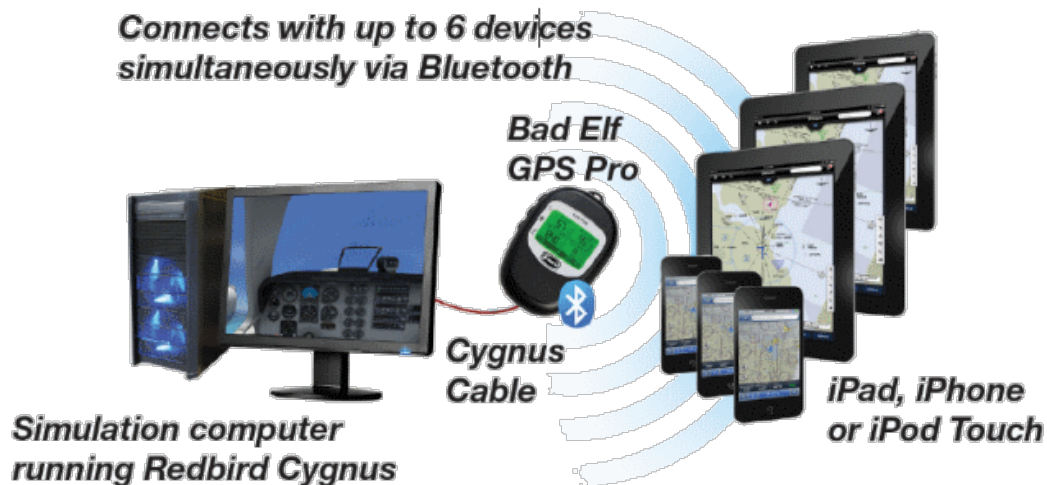 Connects with up to 6 devices
simultaneously via Bluetooth
Bad Elf
GPS Pro
Cygnus
Cable
iPad, iPhone
or iPod Touch
Simulation computer
running Redbird Cygnus